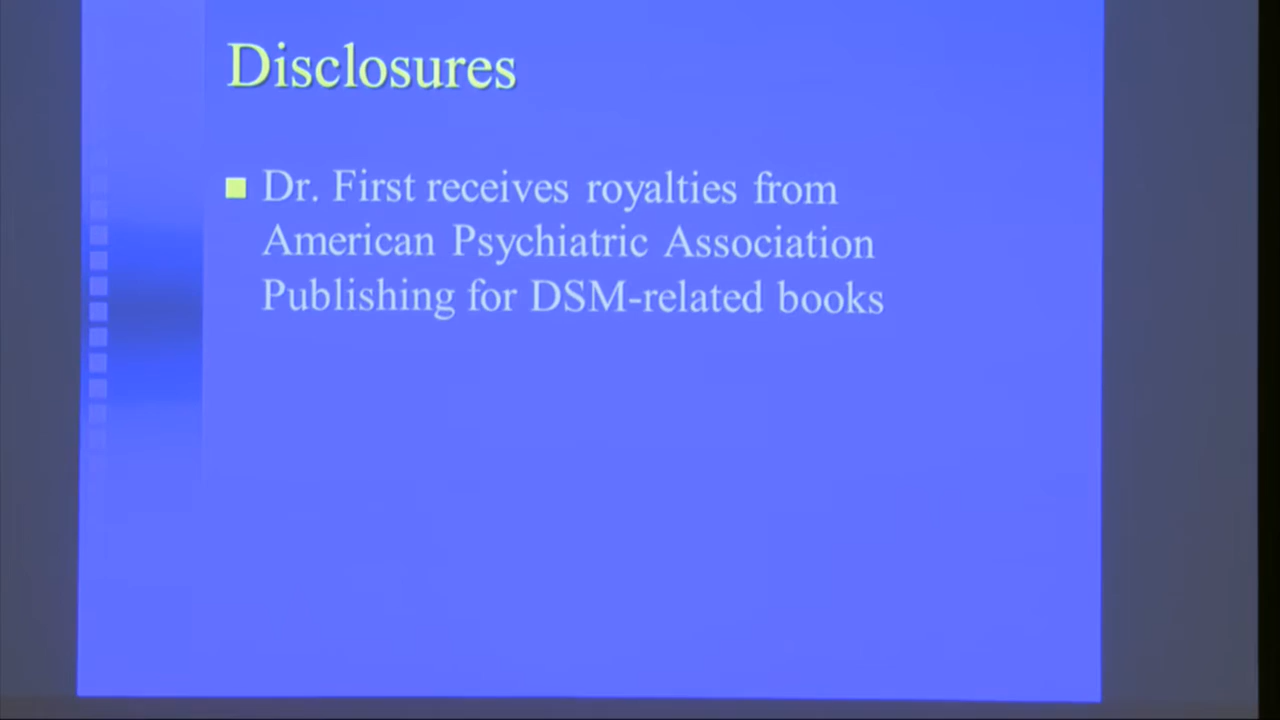 Disclosures
Dr. First receives royalties from
American Psychiatric Association
Publishing for DSM-related books